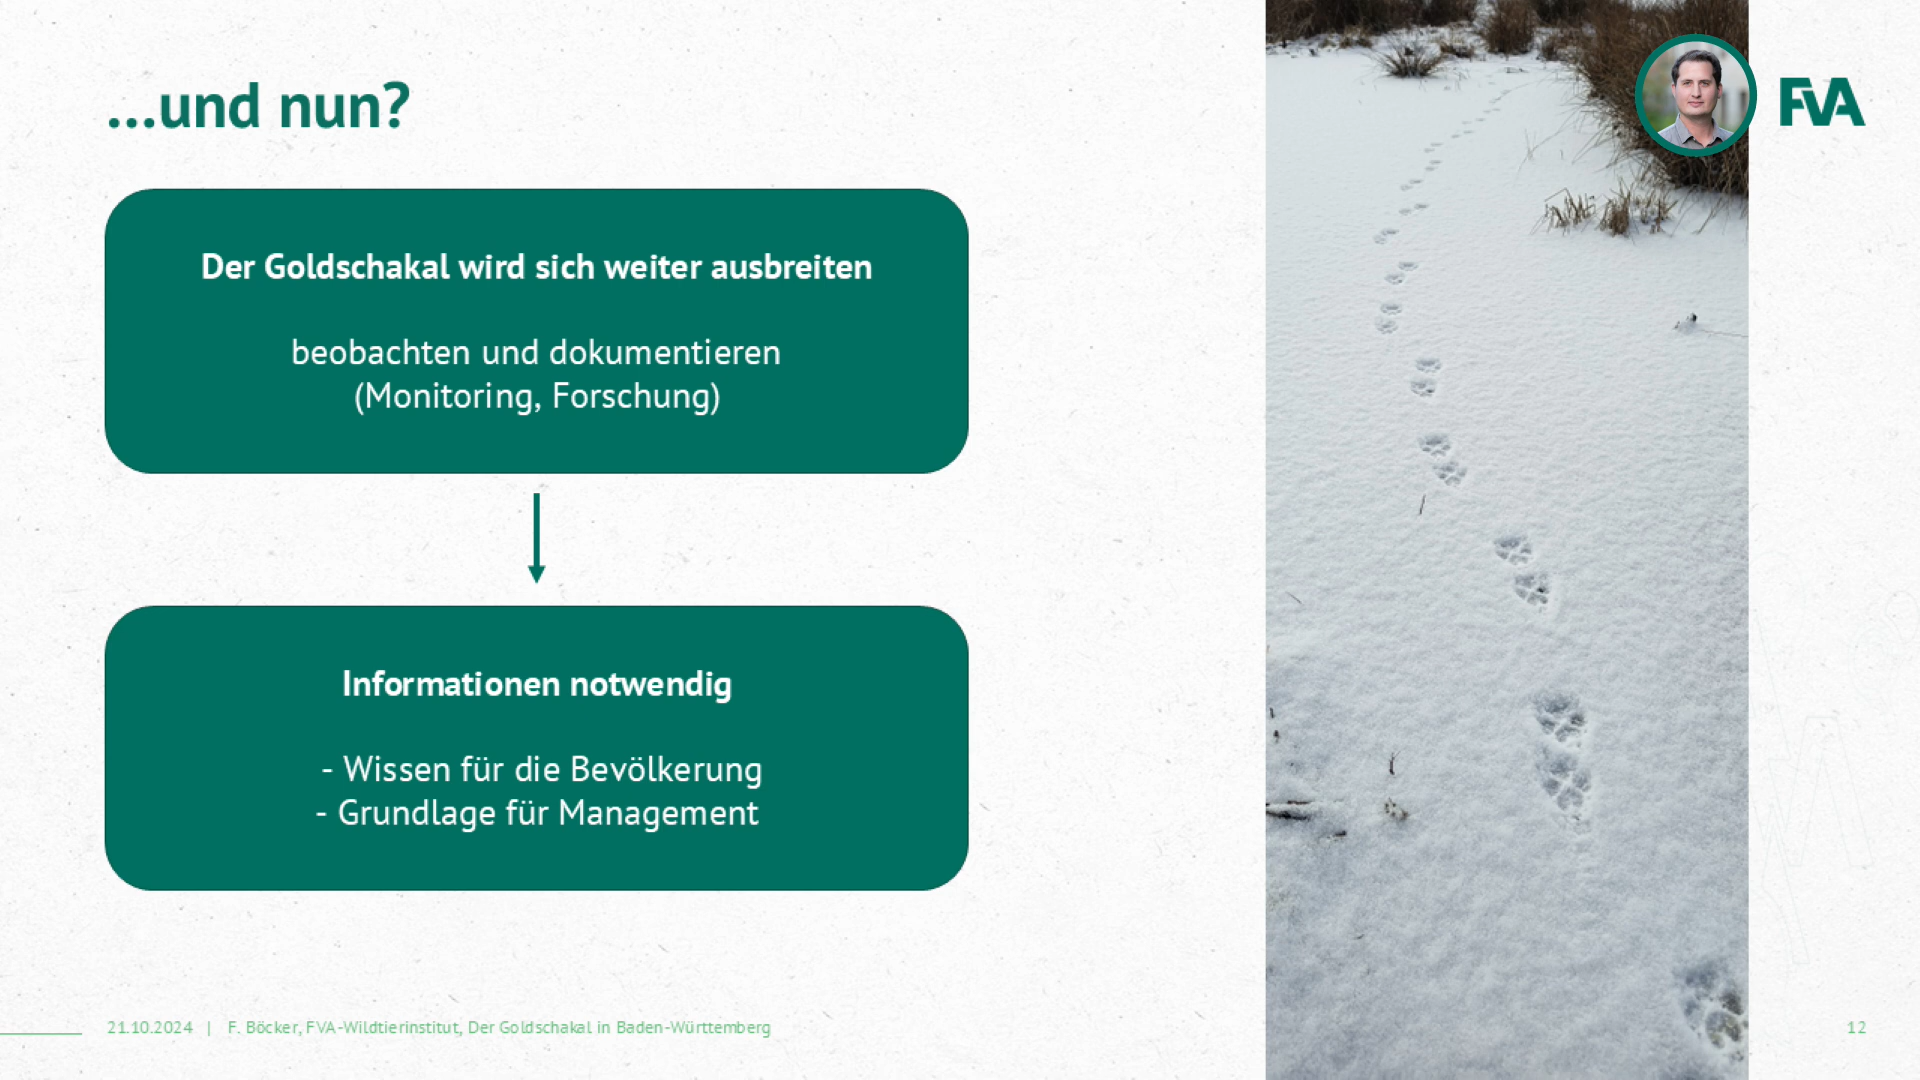 ...und nun?
FVA
Der Goldschakal wird sich weiter ausbreiten
beobachten und dokumentieren
(Monitoring, Forschung)
Informationen notwendig
- Wissen für die Bevölkerung
- Grundlage für Management
21.10.2024 | F. Böcker, FVA-Wildtierinstitut, Der Goldschakal in Baden-Württemberg
12